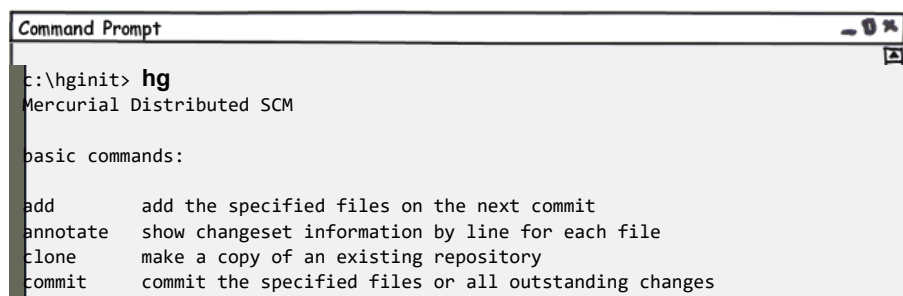 Command Prompt
c:\hginit> hg
Mercurial Distributed SCM
basic commands:
add add the specified files on the next commit
annotate show changeset information by line for each file
clone make a copy of an existing repository
commit commit the specified files or all outstanding changes